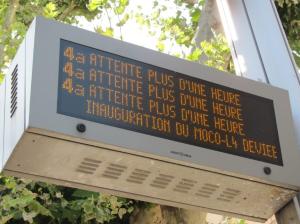 4a ATTENTE PLUS D'UNE HEURE
4a ATTENTE PLUS D'UNE HEURE
4a ATTENTE PLUS D'UNE HEURE
INAUGURATION DU MOCO-L4 DEVIEE